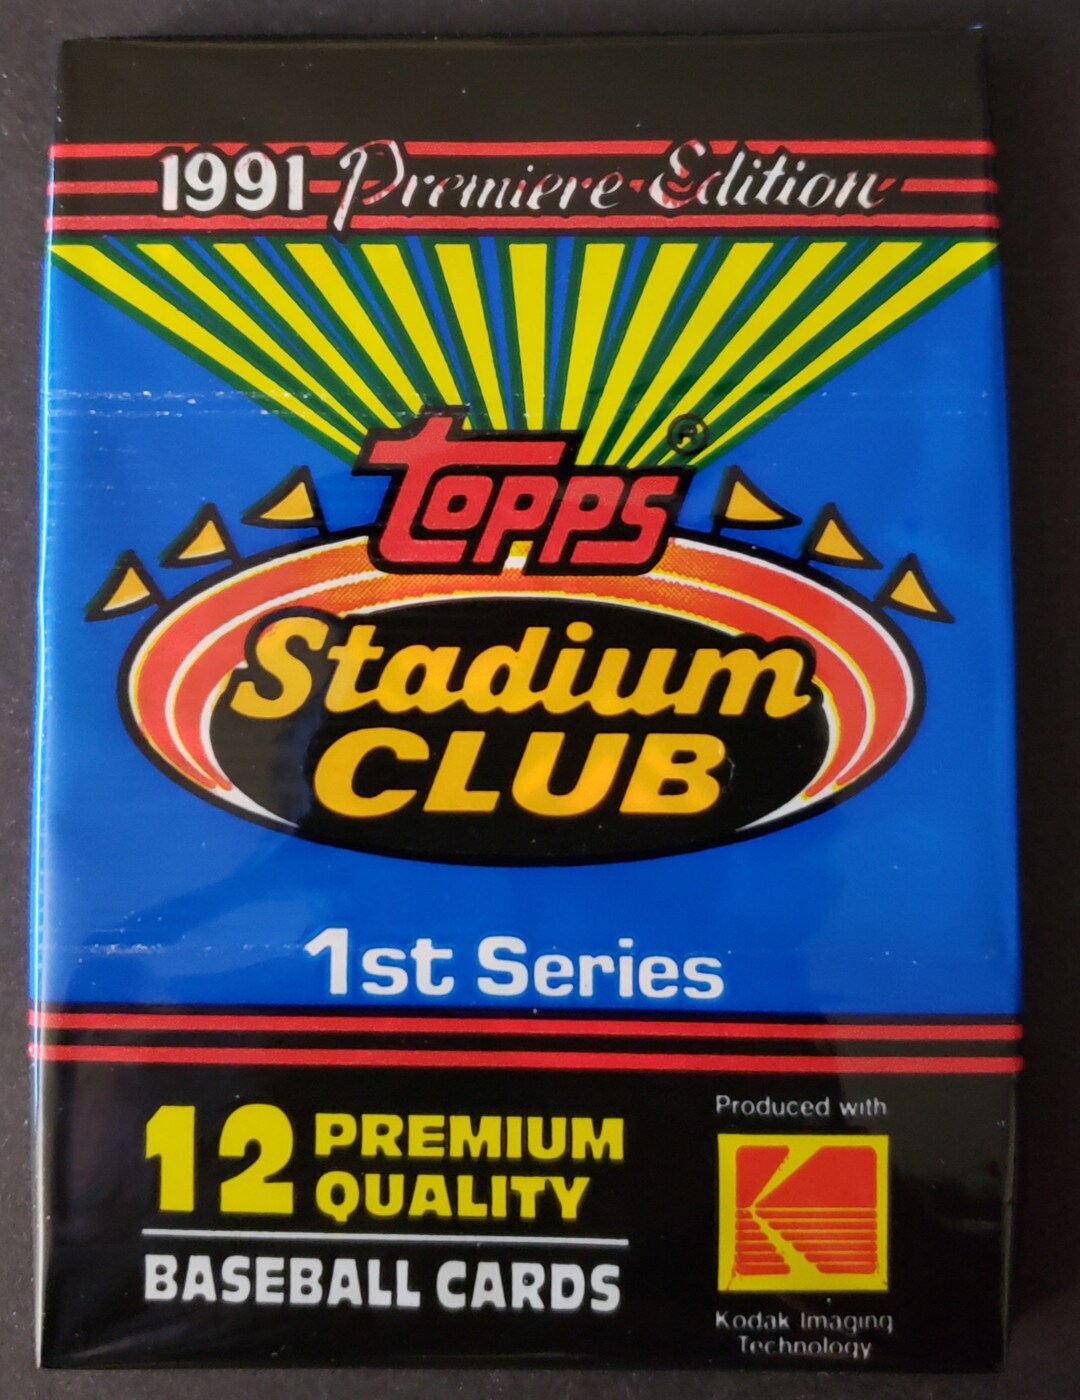 1991 Premiere Edition
Topps ®
Stadium
CLUB
1st Series
12 PREMIUM
QUALITY
BASEBALL CARDS
Produced with
K
Kodak Imaging
Technology